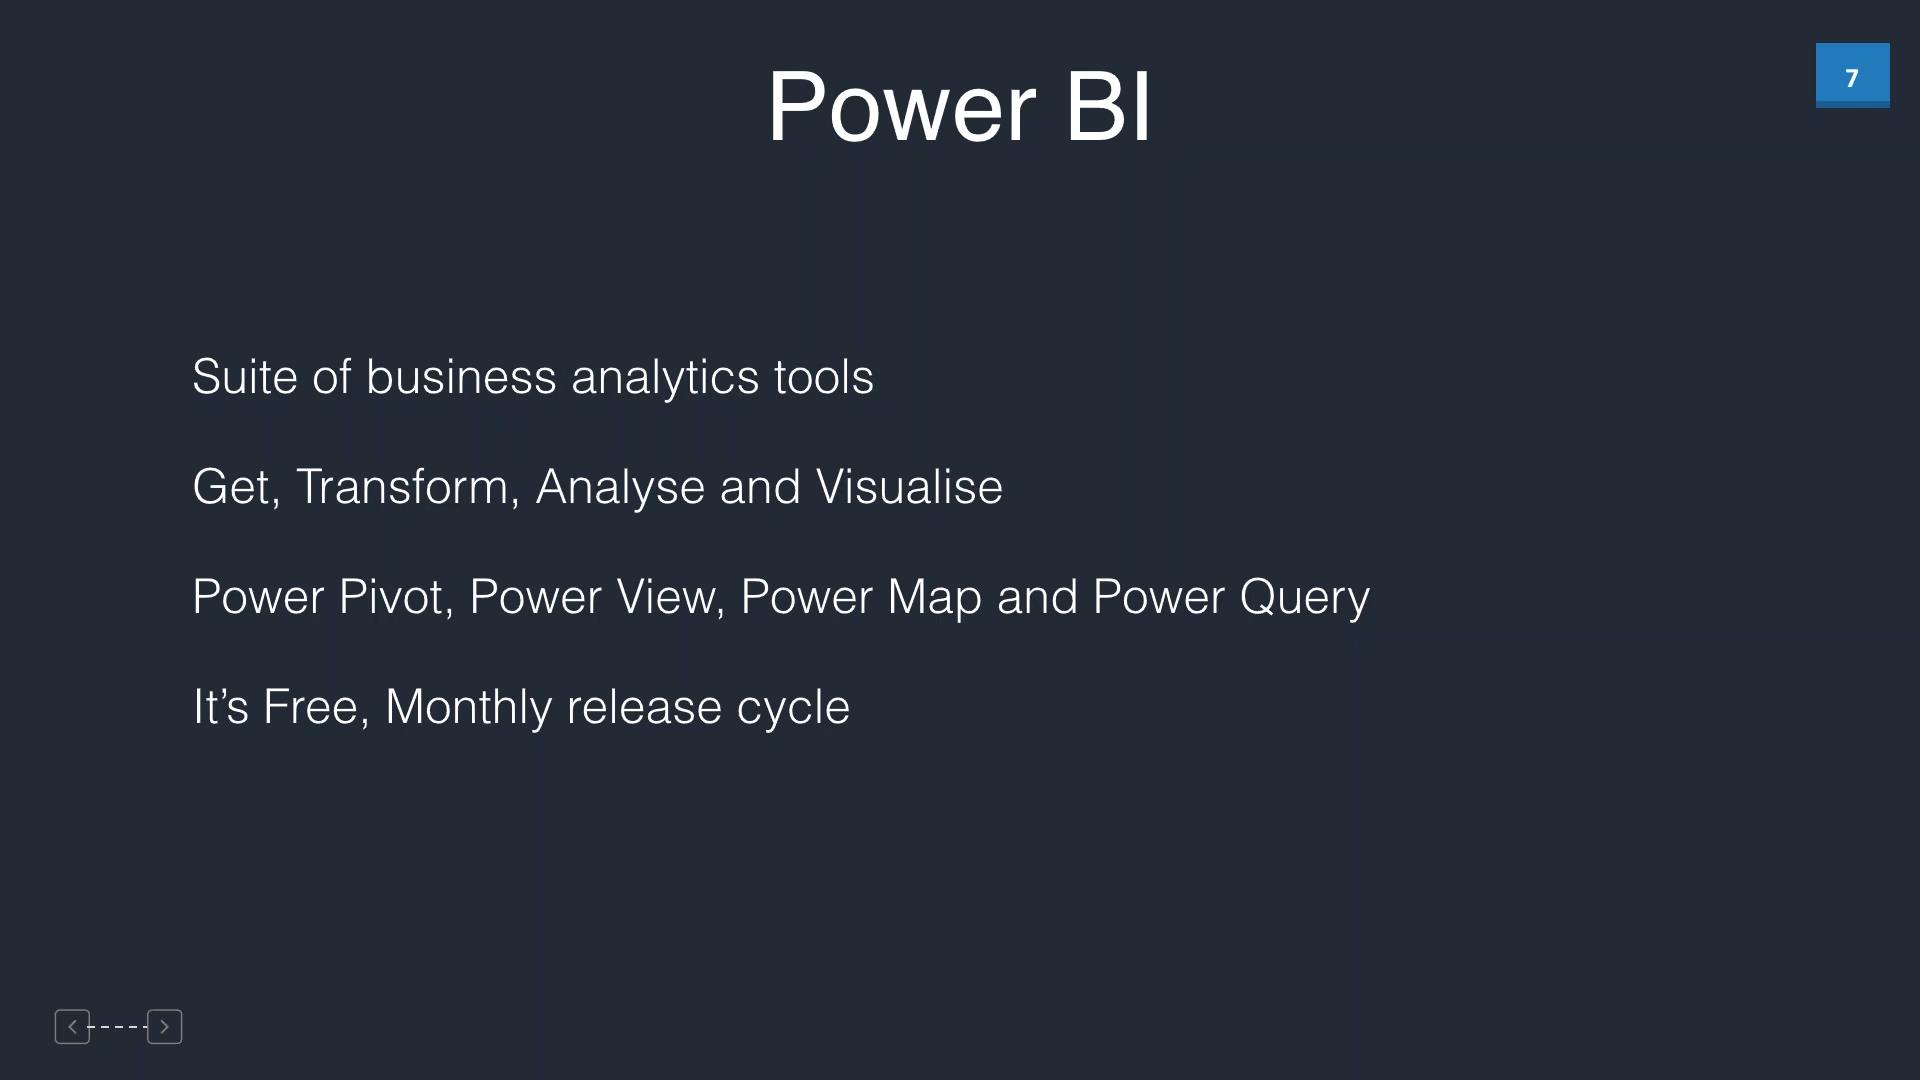 Power BI
7
Suite of business analytics tools
Get, Transform, Analyse and Visualise
Power Pivot, Power View, Power Map and Power Query
It’s Free, Monthly release cycle